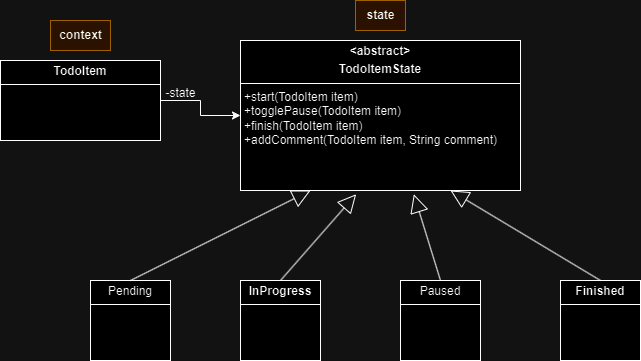 state
context
<abstract>
TodoItemState
TodoItem
-state
+start(TodoItem item)
+togglePause(TodoItem item)
+finish(TodoItem item)
+addComment(TodoItem item, String comment)
Pending
InProgress
Paused
Finished